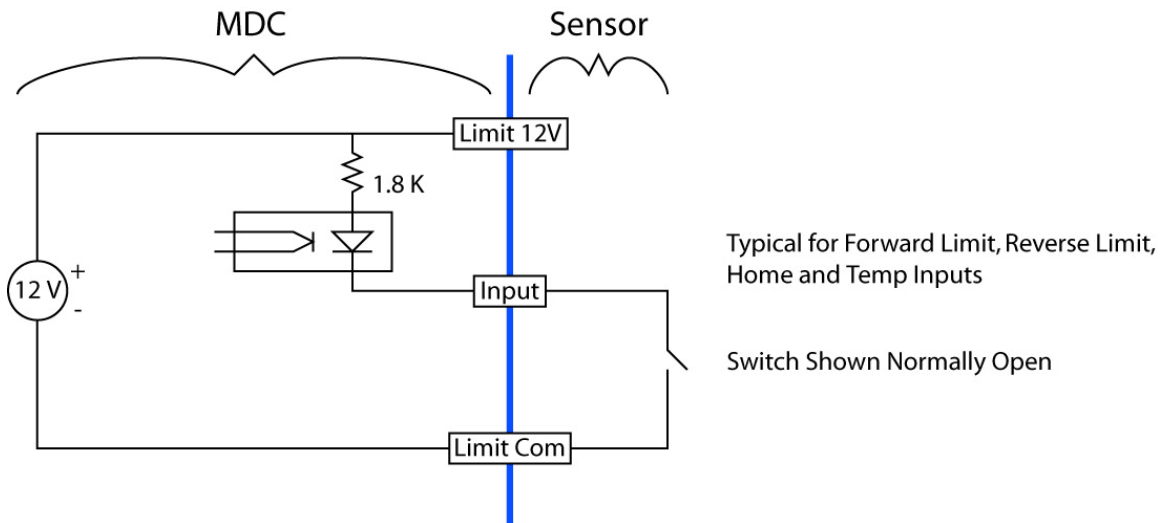 MDC
Sensor
Limit 12V
1.8 K
Typical for Forward Limit, Reverse Limit,
Home and Temp Inputs
+
12 V
-
Input
Switch Shown Normally Open
Limit Com